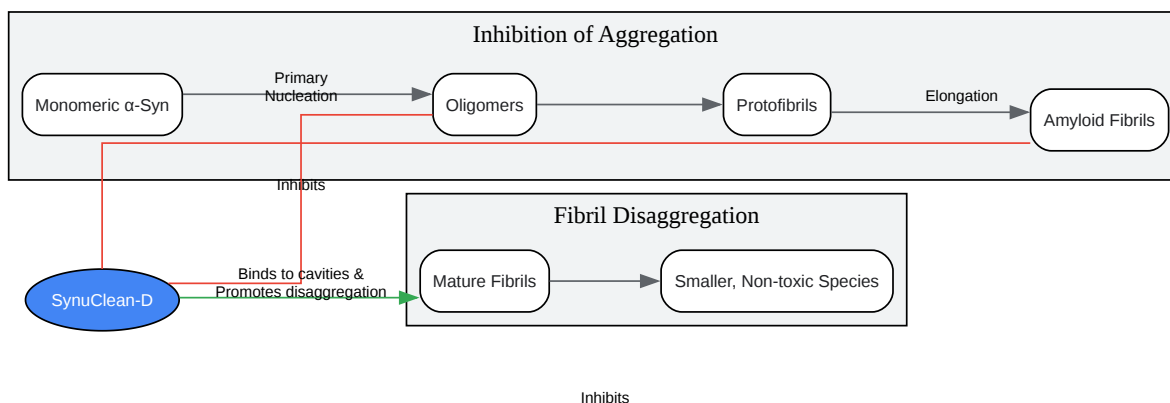 Inhibition of Aggregation
Primary
Nucleation
Elongation
Monomeric α-Syn
Oligomers
Protofibrils
Amyloid Fibrils
Inhibits
Fibril Disaggregation
Binds to cavities &
Promotes disaggregation
Mature Fibrils
Smaller, Non-toxic Species
SynuClean-D
Inhibits